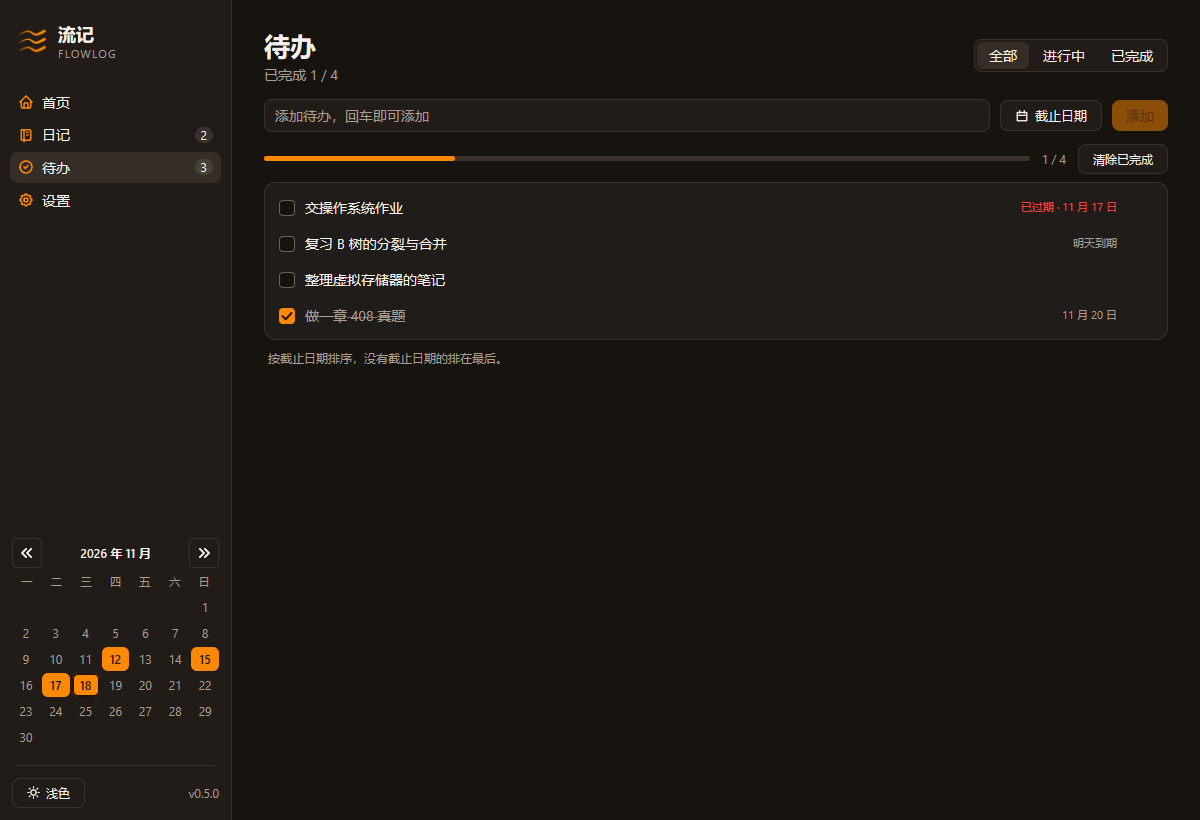 流记
FLOWLOG
首页
日记 2
待办 3
设置
2026 年 11 月
一 二 三 四 五 六 日
1
2 3 4 5 6 7 8
9 10 11 12 13 14 15
16 17 18 19 20 21 22
23 24 25 26 27 28 29
30
浅色 v0.5.0
待办
已完成 1 / 4
全部 进行中 已完成
添加待办，回车即可添加 截止日期 添加
1 / 4 清除已完成
交操作系统作业 已过期 · 11 月 17 日
复习 B 树的分裂与合并 明天到期
整理虚拟存储器的笔记
做一章 408 真题 11 月 20 日
按截止日期排序，没有截止日期的排在最后。